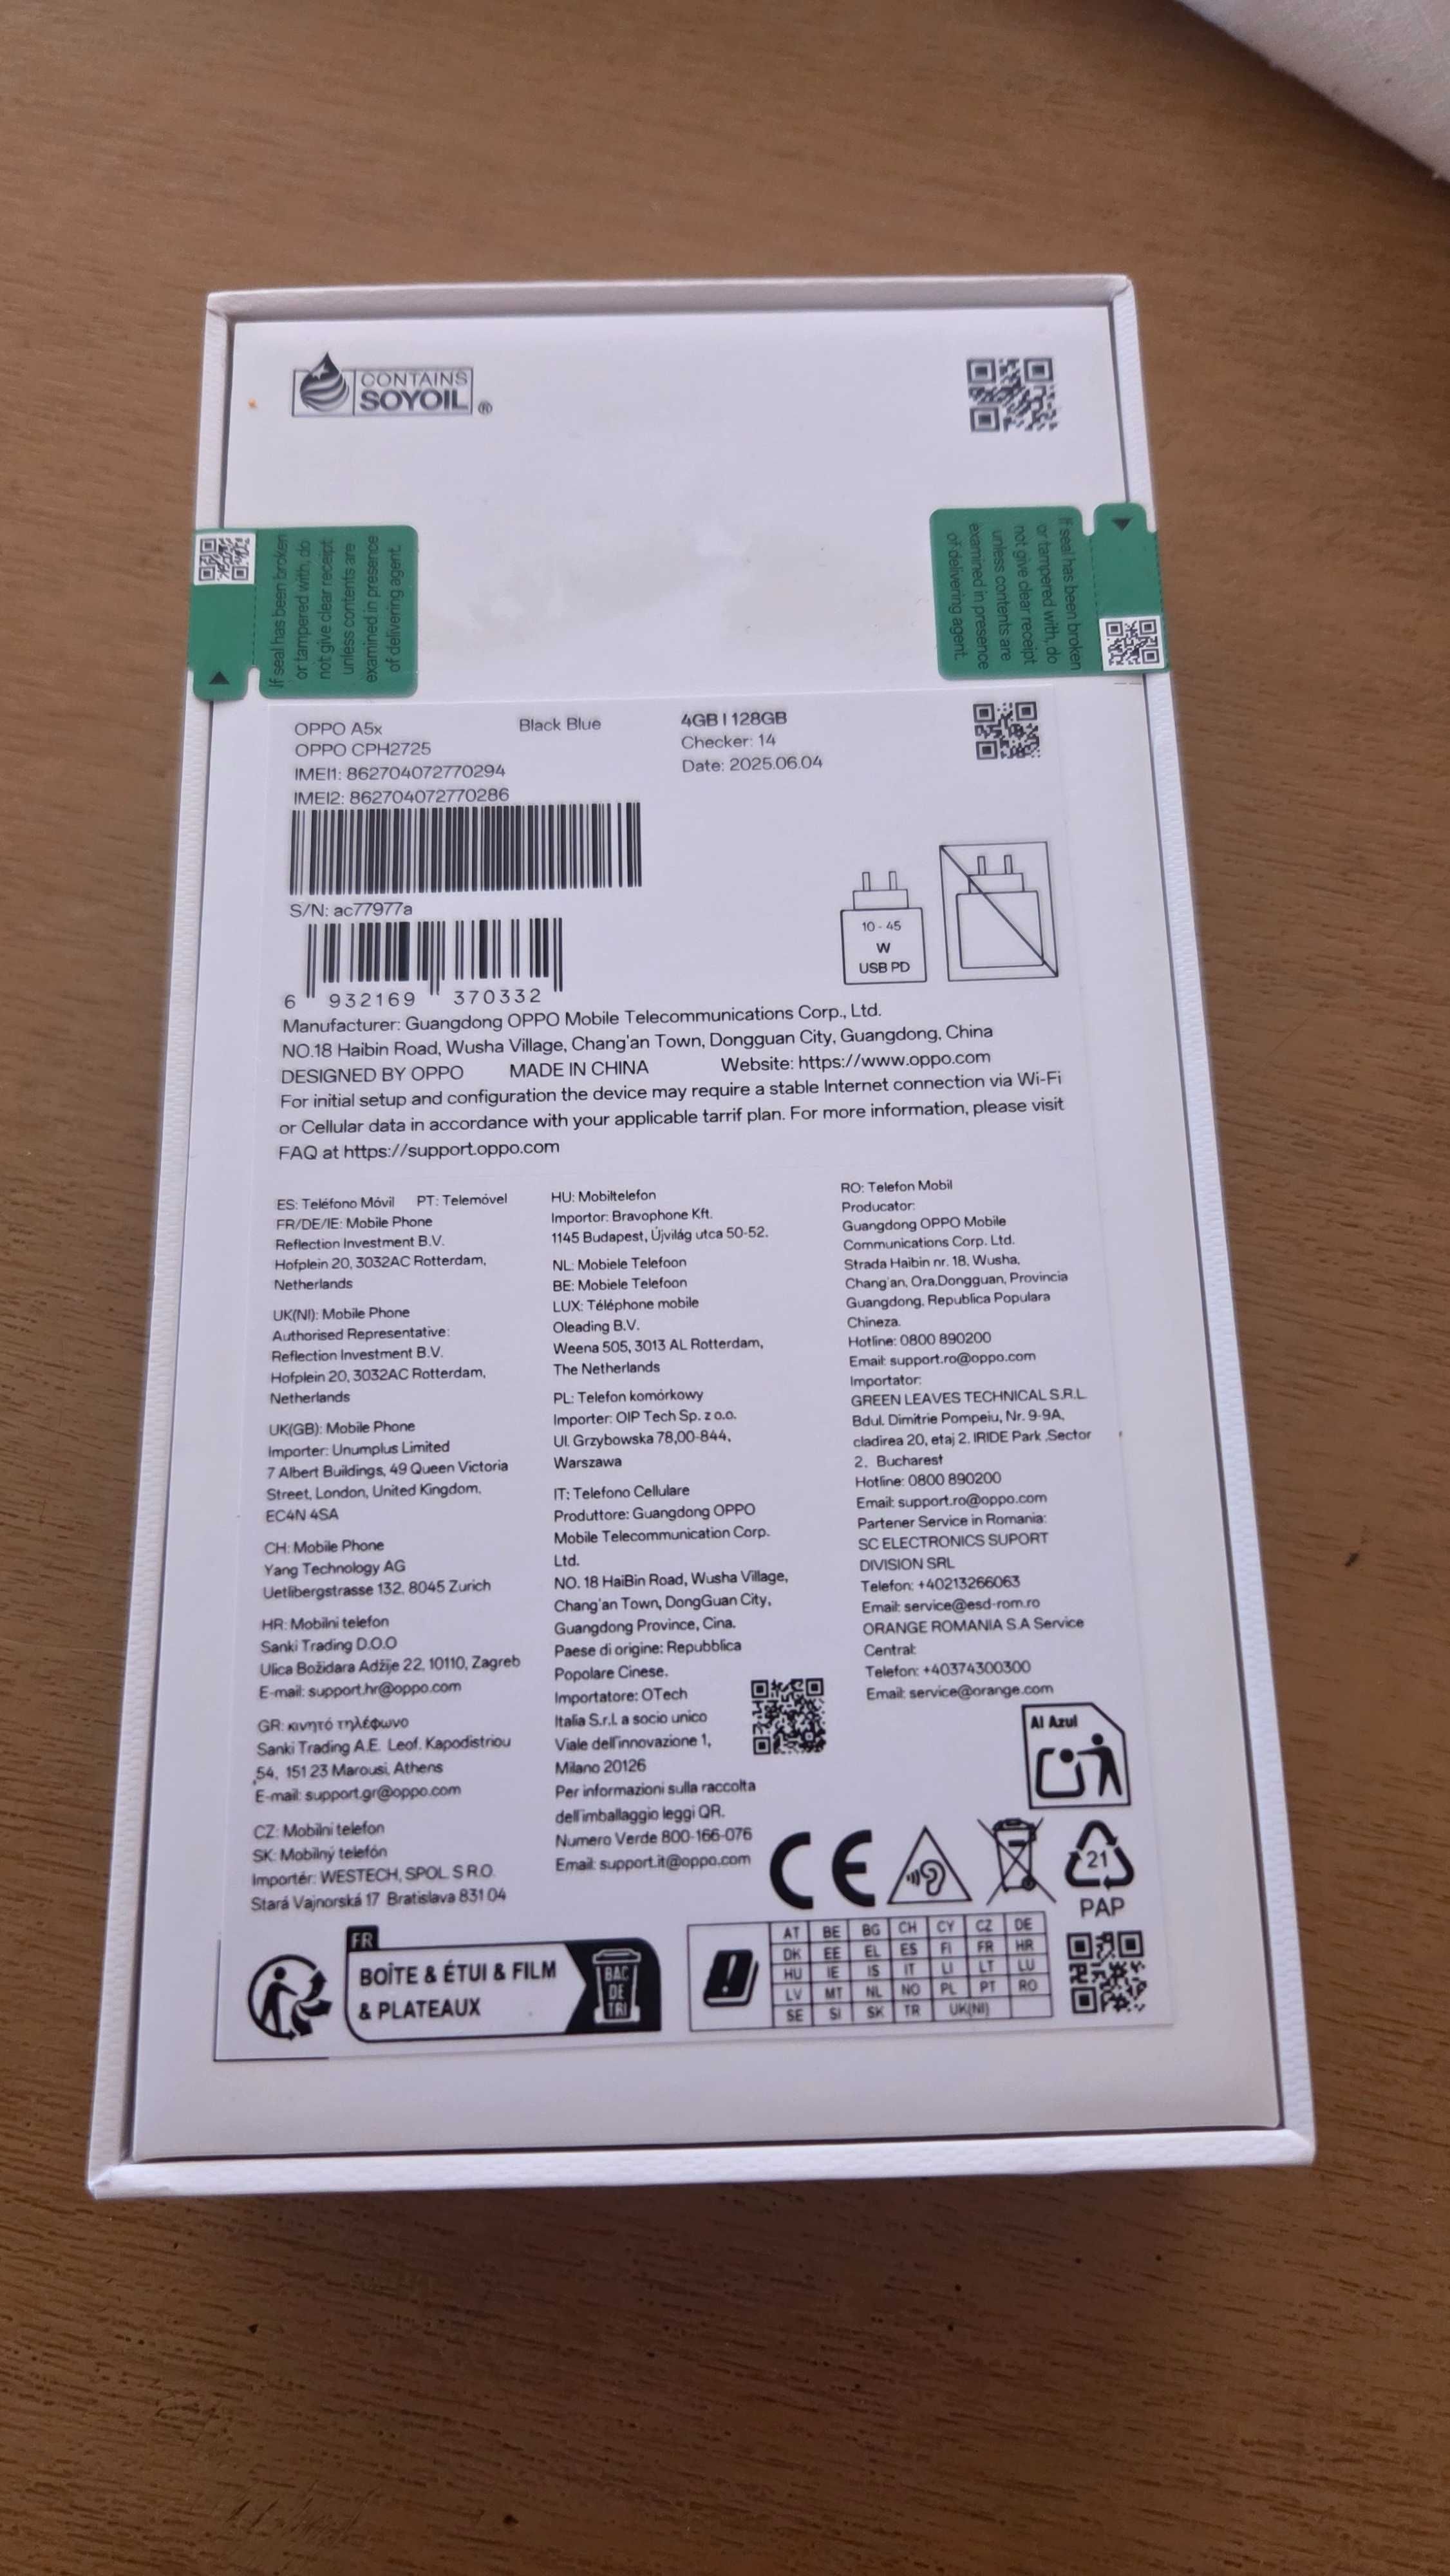 CONTAINS
SOYOIL ®
If seal has been broken
or tampered with, do
not give clear receipt
unless contents are
examined in presence
of delivering agent.
If seal has been broken
or tampered with, do
not give clear receipt
unless contents are
examined in presence
of delivering agent.
OPPO A5x Black Blue 4GB | 128GB
OPPO CPH2725 Checker: 14
IMEI1: 862704072770294 Date: 2025.06.04
IMEI2: 862704072770286
S/N: ac77977a
10 - 45
W
USB PD
6 932169 370332
Manufacturer: Guangdong OPPO Mobile Telecommunications Corp., Ltd.
NO.18 Haibin Road, Wusha Village, Chang'an Town, Dongguan City, Guangdong, China
DESIGNED BY OPPO MADE IN CHINA Website: https://www.oppo.com
For initial setup and configuration the device may require a stable Internet connection via Wi-Fi
or Cellular data in accordance with your applicable tarrif plan. For more information, please visit
FAQ at https://support.oppo.com
ES: Teléfono Móvil PT: Telemóvel
FR/DE/IE: Mobile Phone
Reflection Investment B.V.
Hofplein 20, 3032AC Rotterdam,
Netherlands
UK(NI): Mobile Phone
Authorised Representative:
Reflection Investment B.V.
Hofplein 20, 3032AC Rotterdam,
Netherlands
UK(GB): Mobile Phone
Importer: Unumplus Limited
7 Albert Buildings, 49 Queen Victoria
Street, London, United Kingdom,
EC4N 4SA
CH: Mobile Phone
Yang Technology AG
Uetlibergstrasse 132, 8045 Zurich
HR: Mobilni telefon
Sanki Trading D.O.O
Ulica Božidara Adžije 22, 10110, Zagreb
E-mail: support.hr@oppo.com
GR: κινητό τηλέφωνο
Sanki Trading A.E. Leof. Kapodistriou
54, 151 23 Marousi, Athens
E-mail: support.gr@oppo.com
CZ: Mobilní telefon
SK: Mobilný telefón
Importér: WESTECH, SPOL. S R.O.
Stará Vajnorská 17 Bratislava 831 04
HU: Mobiltelefon
Importor: Bravophone Kft.
1145 Budapest, Újvilág utca 50-52.
NL: Mobiele Telefoon
BE: Mobiele Telefoon
LUX: Téléphone mobile
Oleading B.V.
Weena 505, 3013 AL Rotterdam,
The Netherlands
PL: Telefon komórkowy
Importer: OIP Tech Sp. z o.o.
Ul. Grzybowska 78,00-844,
Warszawa
IT: Telefono Cellulare
Produttore: Guangdong OPPO
Mobile Telecommunication Corp.
Ltd.
NO. 18 HaiBin Road, Wusha Village,
Chang'an Town, DongGuan City,
Guangdong Province, Cina.
Paese di origine: Repubblica
Popolare Cinese.
Importatore: OTech
Italia S.r.l. a socio unico
Viale dell'innovazione 1,
Milano 20126
Per informazioni sulla raccolta
dell'imballaggio leggi QR.
Numero Verde 800-166-076
Email: support.it@oppo.com
RO: Telefon Mobil
Producator:
Guangdong OPPO Mobile
Communications Corp. Ltd.
Strada Haibin nr. 18, Wusha,
Chang'an, Ora.Dongguan, Provincia
Guangdong, Republica Populara
Chineza.
Hotline: 0800 890200
Email: support.ro@oppo.com
Importator:
GREEN LEAVES TECHNICAL S.R.L
Bdul. Dimitrie Pompeiu, Nr. 9-9A,
cladirea 20, etaj 2, IRIDE Park ,Sector
2, Bucharest
Hotline: 0800 890200
Email: support.ro@oppo.com
Partener Service in Romania:
SC ELECTRONICS SUPORT
DIVISION SRL
Telefon: +40213266063
Email: service@esd-rom.ro
ORANGE ROMANIA S.A Service
Central:
Telefon: +40374300300
Email: service@orange.com
Al Azul
CE
21
PAP
FR
BOÎTE & ÉTUI & FILM
& PLATEAUX
BAC
DE
TRI
AT BE BG CH CY CZ DE
DK EE EL ES FI FR HR
HU IE IS IT LI LT LU
LV MT NL NO PL PT RO
SE SI SK TR UK(NI)